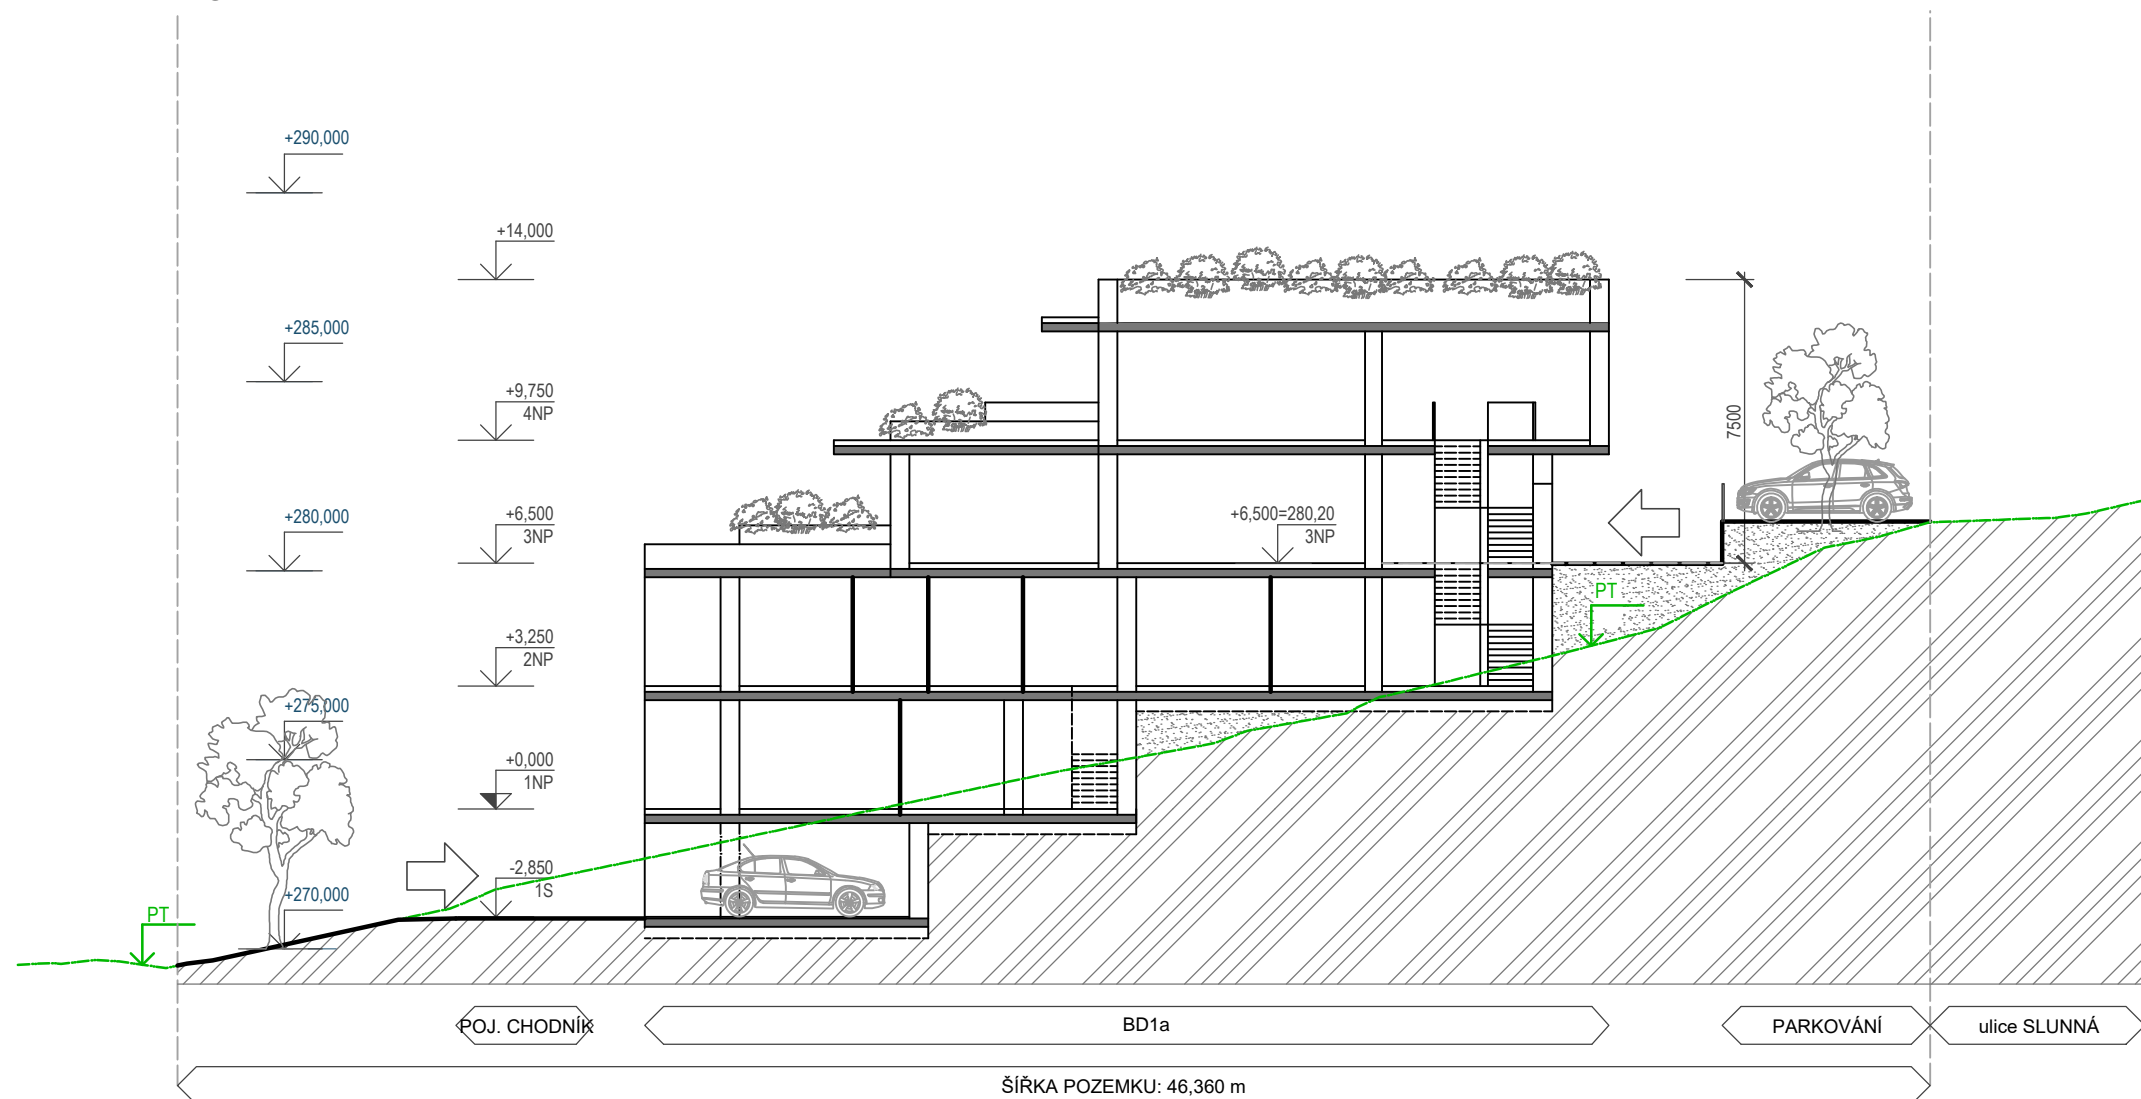 +290,000
+14,000
+285,000
+9,750
4NP
7500
+280,000
+6,500
3NP
+6,500=280,20
3NP
PT
+3,250
2NP
+275,000
+0,000
1NP
-2,850
1S
+270,000
PT
POJ. CHODNÍK
BD1a
PARKOVÁNÍ
ulice SLUNNÁ
ŠÍŘKA POZEMKU: 46,360 m